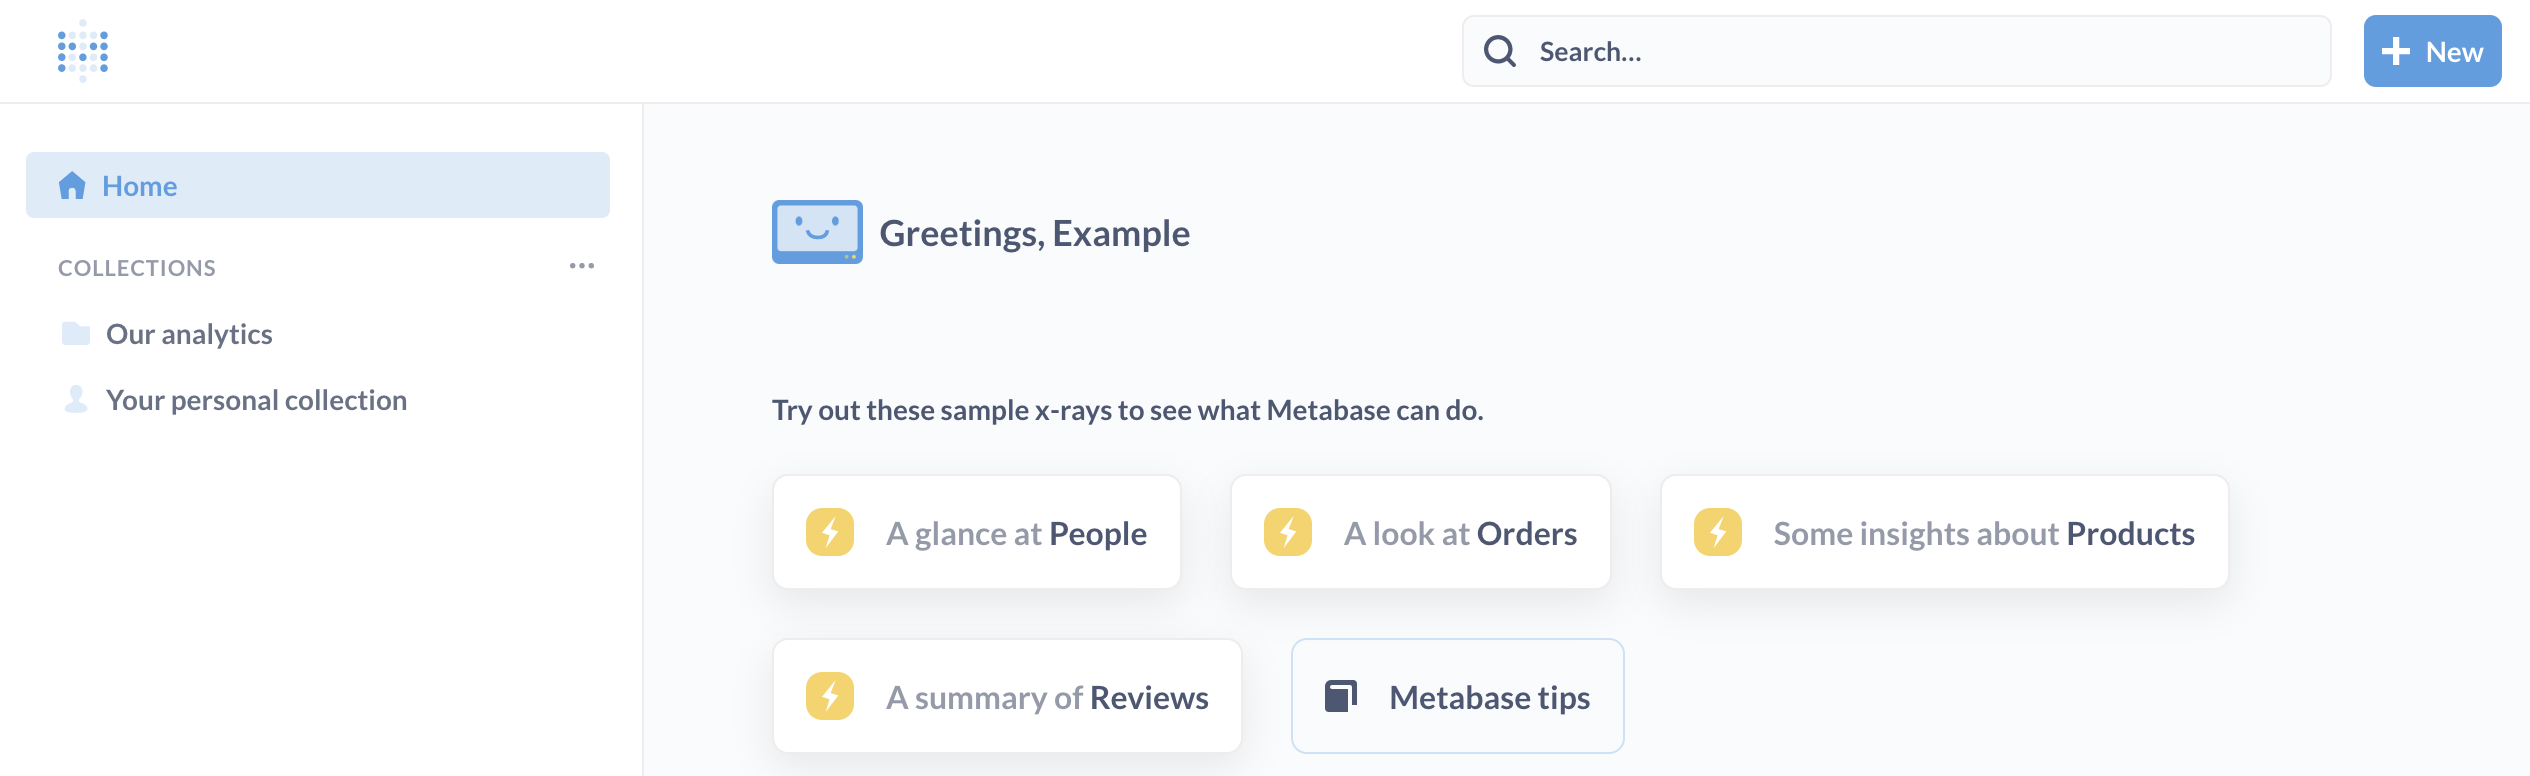 Search...
New
Home
COLLECTIONS
Our analytics
Your personal collection
Greetings, Example
Try out these sample x-rays to see what Metabase can do.
A glance at People
A look at Orders
Some insights about Products
A summary of Reviews
Metabase tips